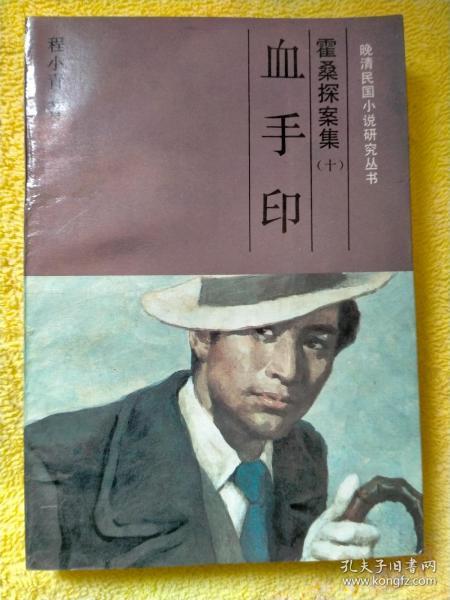 晚清民国小说研究丛书
霍桑探案集(十)
血手印
程小青
孔夫子旧书网
www.kongfz.com